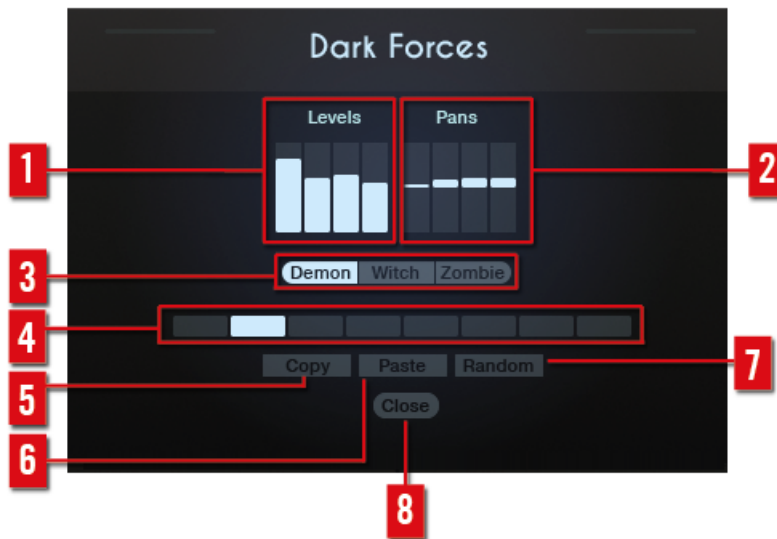 Dark Forces
Levels Pans
1 2
3 Demon Witch Zombie
4
Copy Paste Random 7
5
Close
6
8